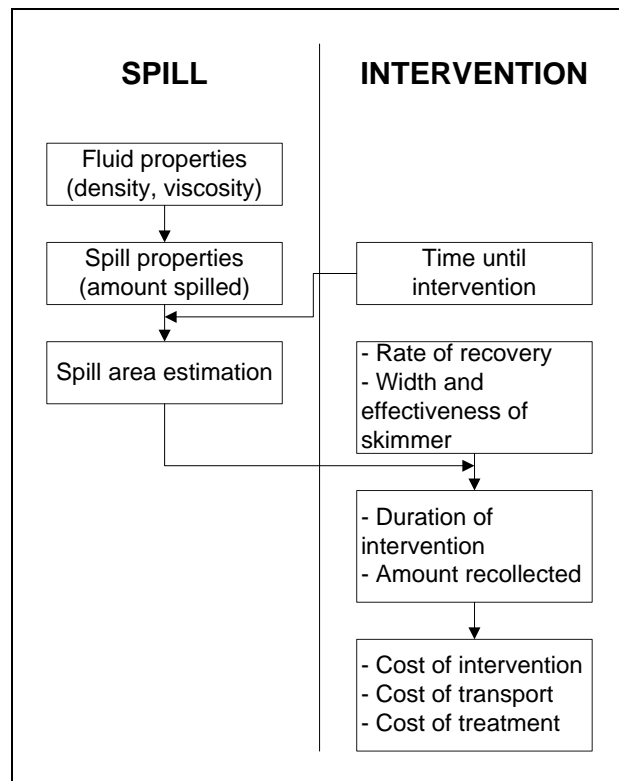 SPILL
INTERVENTION
Fluid properties
(density, viscosity)
Spill properties
(amount spilled)
Time until
intervention
Spill area estimation
- Rate of recovery
- Width and
effectiveness of
skimmer
- Duration of
intervention
- Amount recollected
- Cost of intervention
- Cost of transport
- Cost of treatment